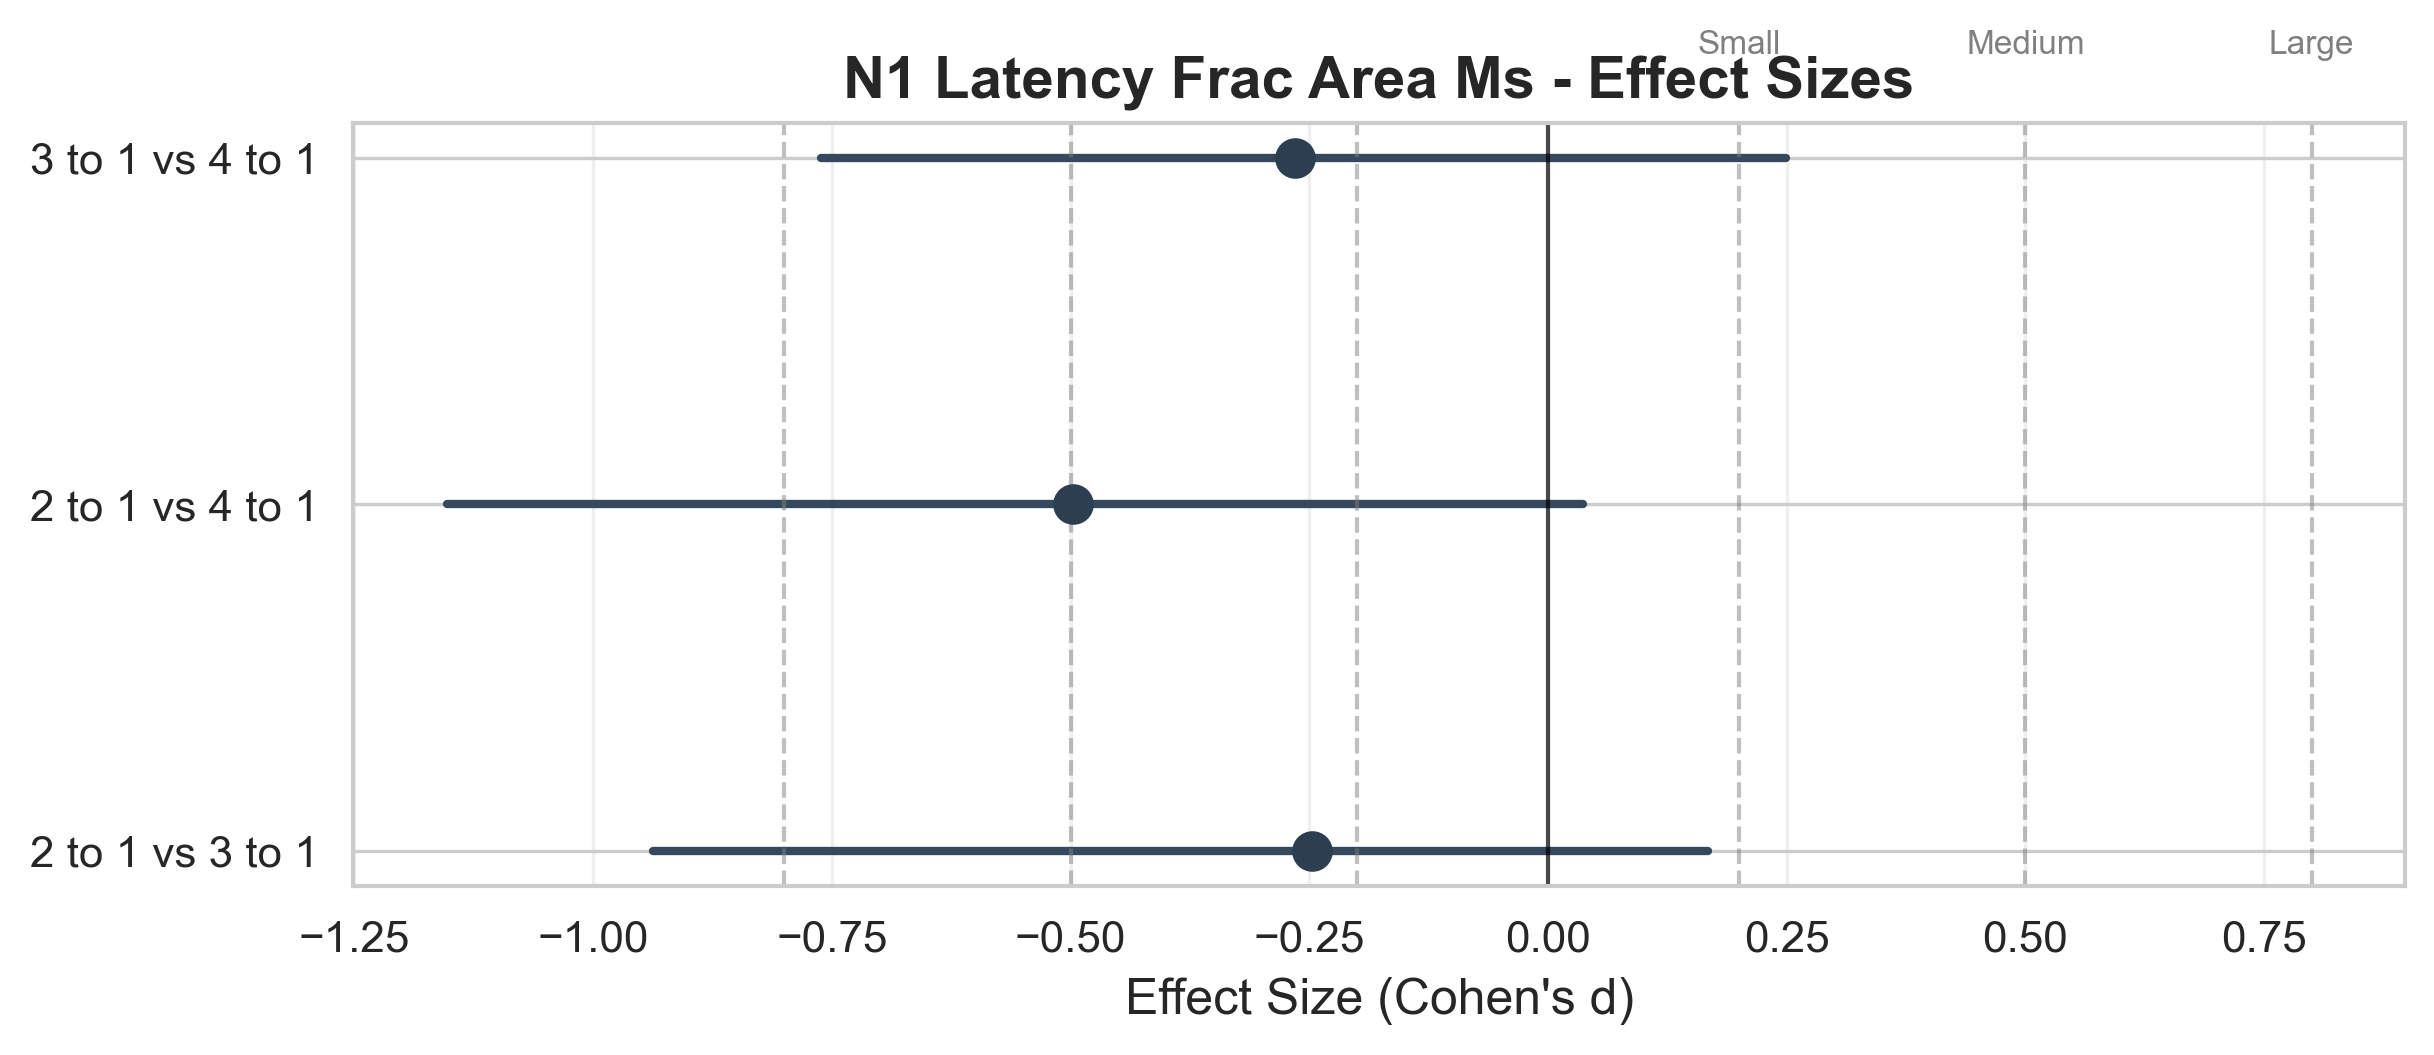 Small Medium Large
N1 Latency Frac Area Ms - Effect Sizes
3 to 1 vs 4 to 1
2 to 1 vs 4 to 1
2 to 1 vs 3 to 1
−1.25 −1.00 −0.75 −0.50 −0.25 0.00 0.25 0.50 0.75
Effect Size (Cohen's d)